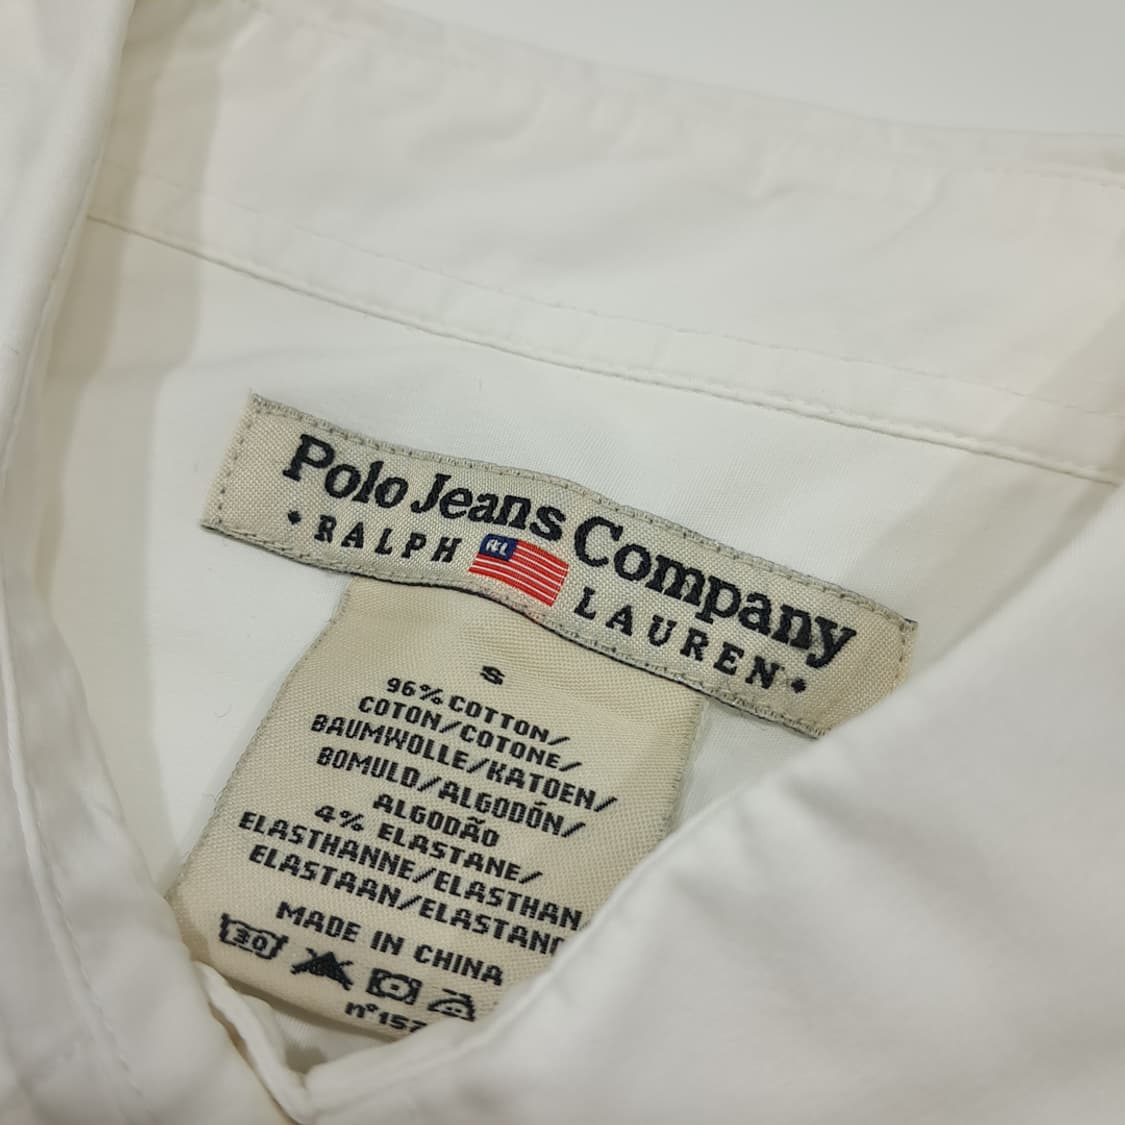 Polo Jeans Company
RALPH RL LAUREN
S
96% COTTON/
COTON/COTONE/
BAUMWOLLE/KATOEN/
BOMULD/ALGODÓN/
ALGODÃO
4% ELASTANE/
ELASTHANNE/ELASTHAN
ELASTAAN/ELASTANO
MADE IN CHINA
30